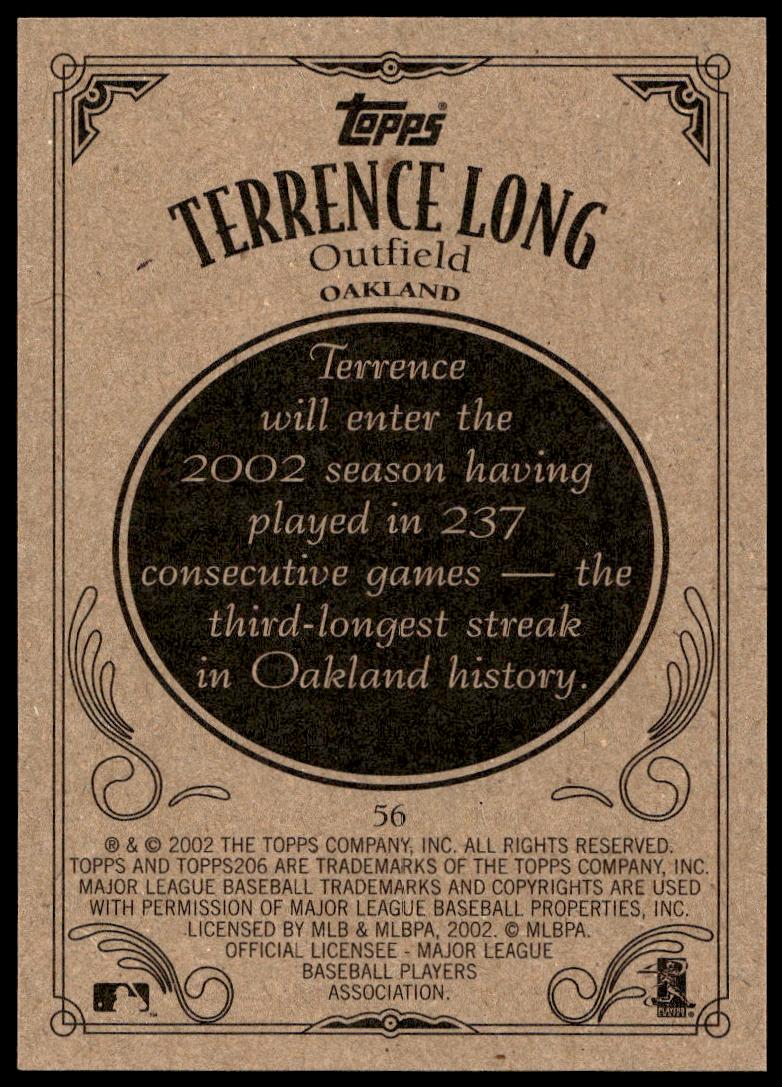 Topps®
TERRENCE LONG
Outfield
OAKLAND
Terrence
will enter the
2002 season having
played in 237
consecutive games — the
third-longest streak
in Oakland history.
56
® & © 2002 THE TOPPS COMPANY, INC. ALL RIGHTS RESERVED.
TOPPS AND TOPPS206 ARE TRADEMARKS OF THE TOPPS COMPANY, INC.
MAJOR LEAGUE BASEBALL TRADEMARKS AND COPYRIGHTS ARE USED
WITH PERMISSION OF MAJOR LEAGUE BASEBALL PROPERTIES, INC.
LICENSED BY MLB & MLBPA, 2002. © MLBPA.
OFFICIAL LICENSEE - MAJOR LEAGUE
BASEBALL PLAYERS
ASSOCIATION.
™
PLAYERS
CHOICE ®